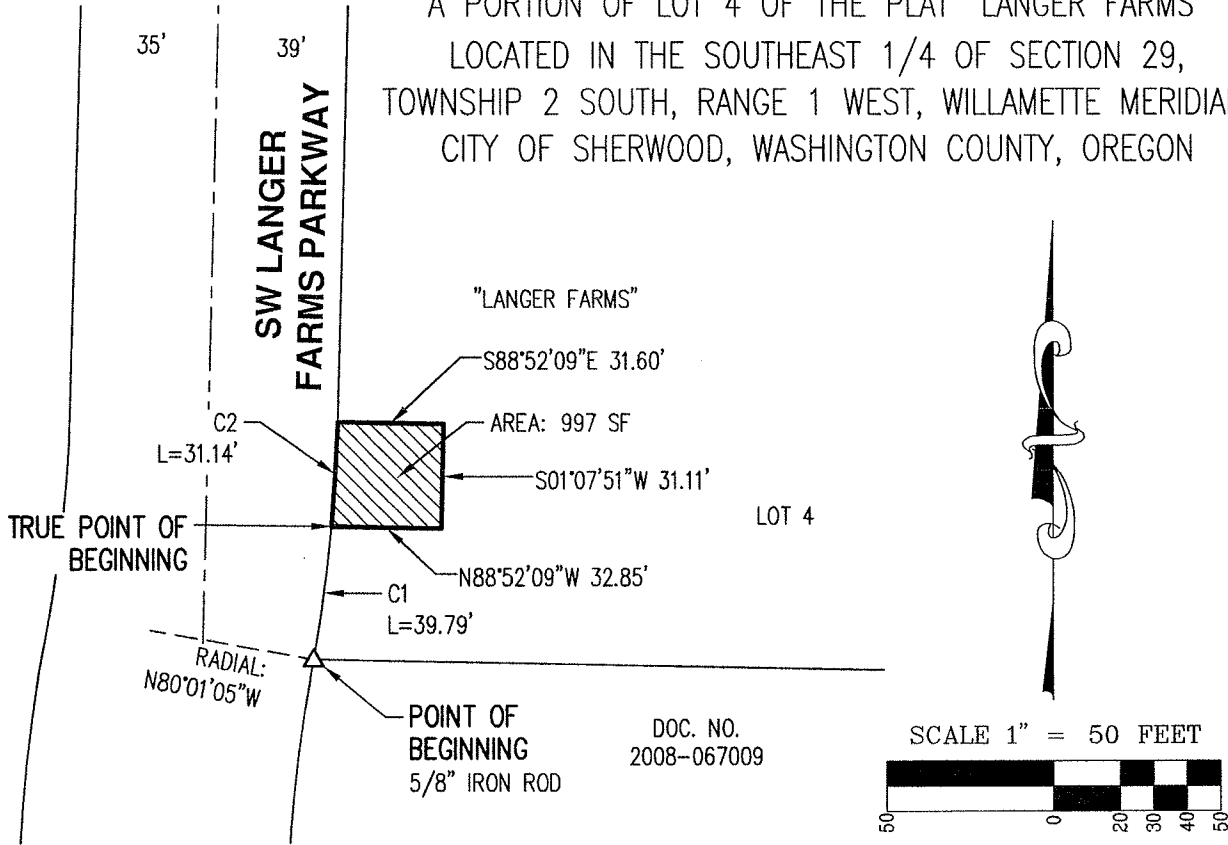 A PORTION OF LOT 4 OF THE PLAT "LANGER FARMS"
LOCATED IN THE SOUTHEAST 1/4 OF SECTION 29,
TOWNSHIP 2 SOUTH, RANGE 1 WEST, WILLAMETTE MERIDIAN
CITY OF SHERWOOD, WASHINGTON COUNTY, OREGON
35'
39'
SW LANGER
FARMS PARKWAY
"LANGER FARMS"
S88°52'09"E 31.60'
C2
L=31.14'
AREA: 997 SF
S01°07'51"W 31.11'
LOT 4
TRUE POINT OF
BEGINNING
N88°52'09"W 32.85'
C1
L=39.79'
RADIAL:
N80°01'05"W
POINT OF
BEGINNING
5/8" IRON ROD
DOC. NO.
2008-067009
SCALE 1" = 50 FEET
50 0 20 30 40 50